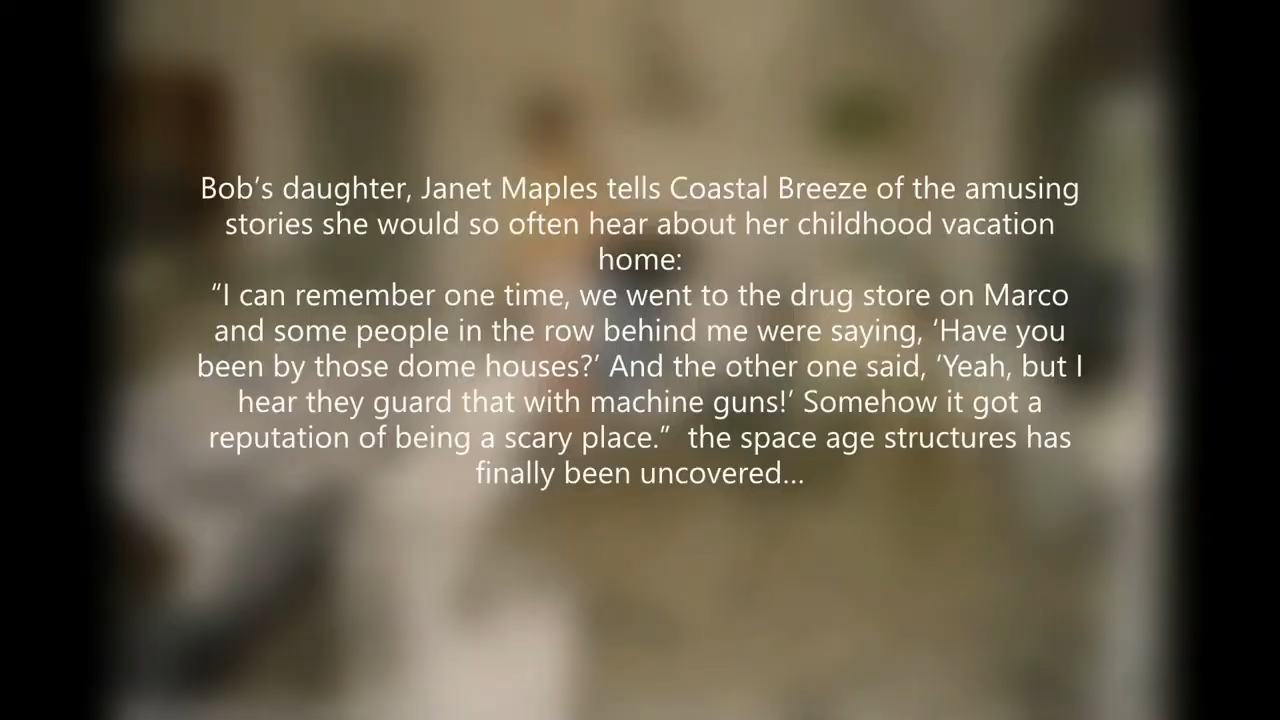 Bob’s daughter, Janet Maples tells Coastal Breeze of the amusing
stories she would so often hear about her childhood vacation
home:
“I can remember one time, we went to the drug store on Marco
and some people in the row behind me were saying, ‘Have you
been by those dome houses?’ And the other one said, ‘Yeah, but I
hear they guard that with machine guns!’ Somehow it got a
reputation of being a scary place.”  the space age structures has
finally been uncovered...